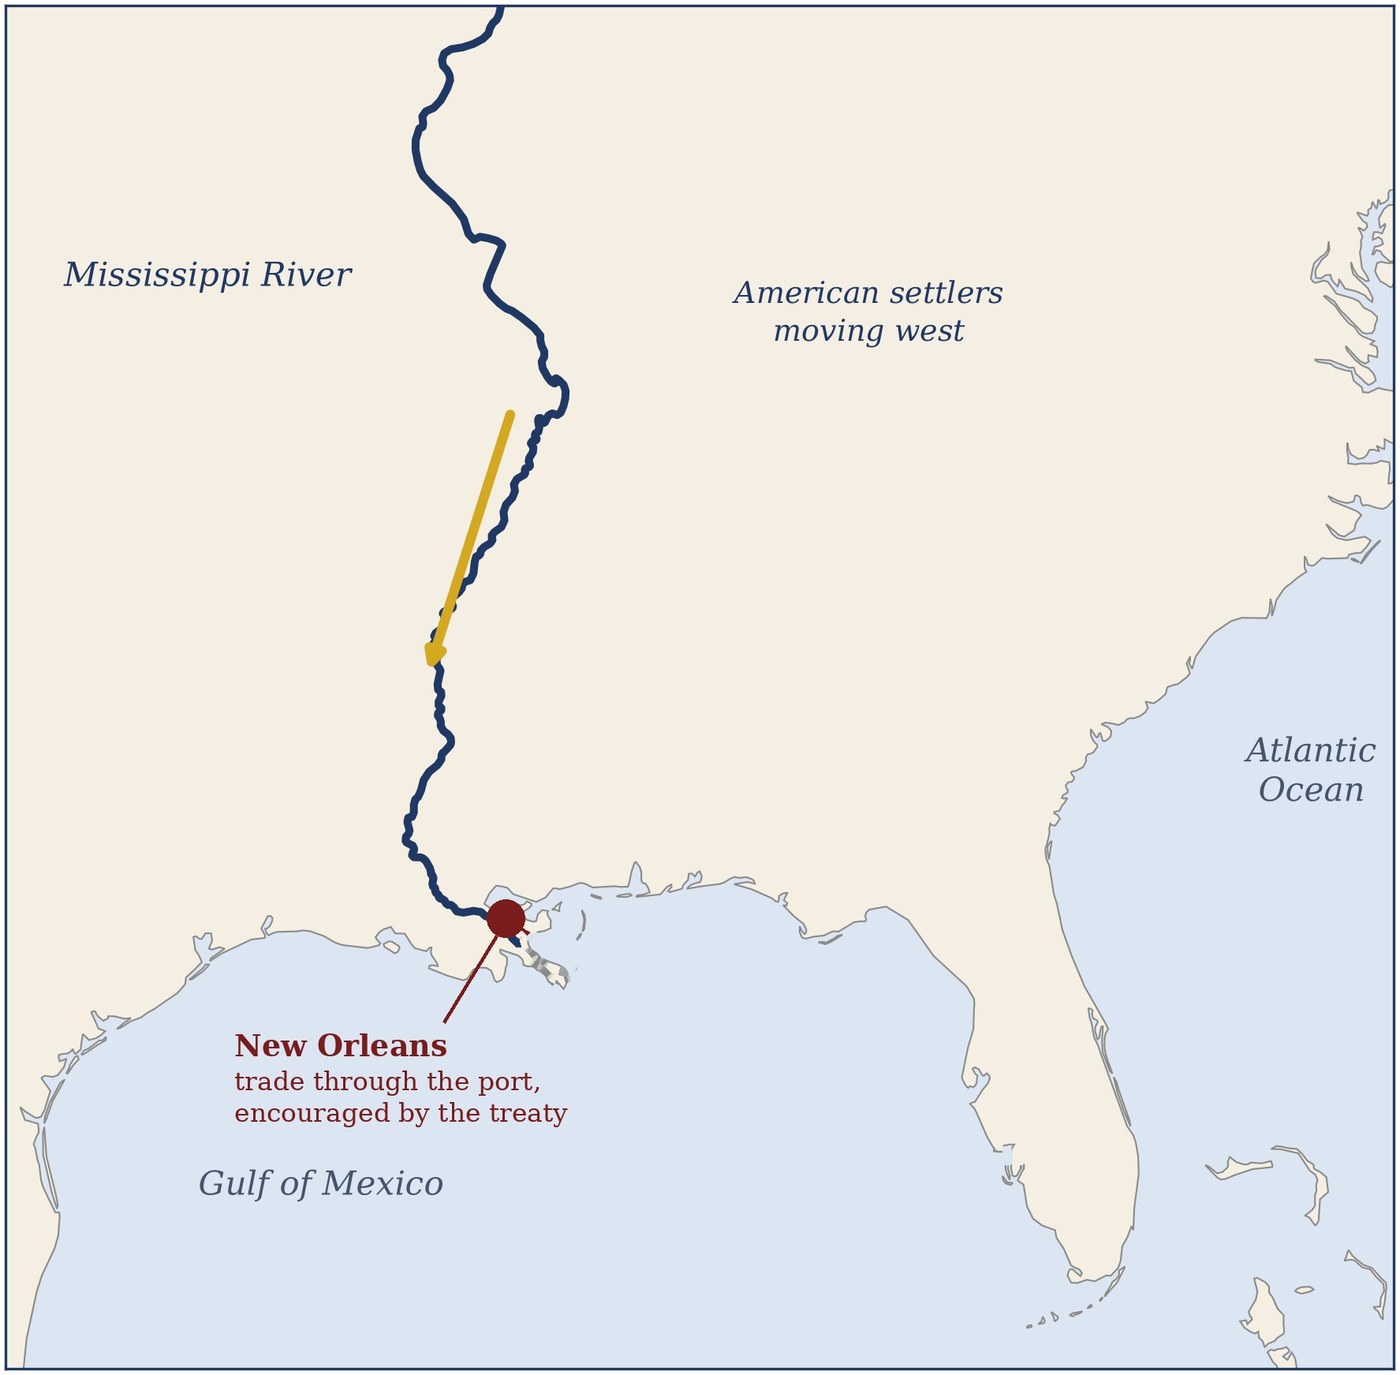 Mississippi River
American settlers
moving west
Atlantic
Ocean
New Orleans
trade through the port,
encouraged by the treaty
Gulf of Mexico